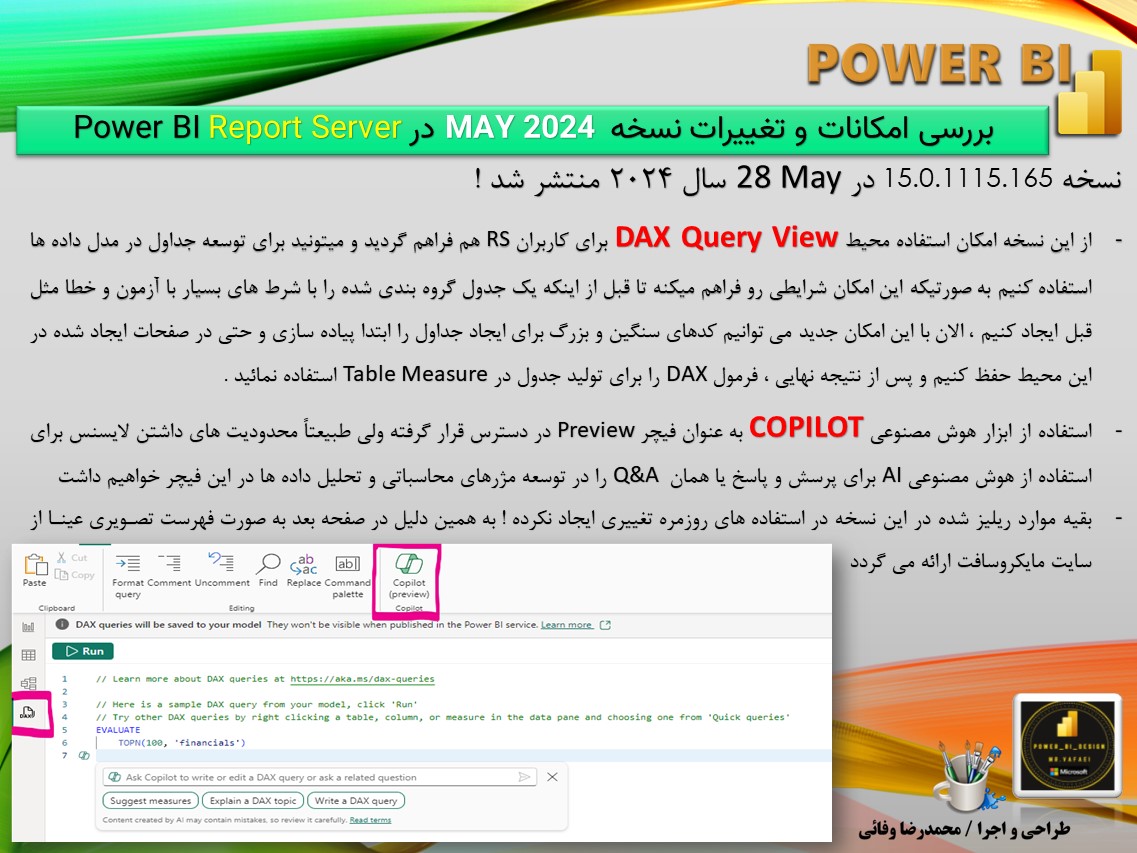 POWER BI
بررسی امکانات و تغییرات نسخه MAY 2024 در Power BI Report Server
نسخه 15.0.1115.165 در 28 May سال ۲۰۲۴ منتشر شد !
- از این نسخه امکان استفاده محیط DAX Query View برای کاربران RS هم فراهم گردید و میتونید برای توسعه جداول در مدل داده ها
استفاده کنیم به صورتیکه این امکان شرایطی رو فراهم میکنه تا قبل از اینکه یک جدول گروه بندی شده را با شرط های بسیار با آزمون و خطا مثل
قبل ایجاد کنیم ، الان با این امکان جدید می توانیم کدهای سنگین و بزرگ برای ایجاد جداول را ابتدا پیاده سازی و حتی در صفحات ایجاد شده در
این محیط حفظ کنیم و پس از نتیجه نهایی ، فرمول DAX را برای تولید جدول در Table Measure استفاده نمائید .
- استفاده از ابزار هوش مصنوعی COPILOT به عنوان فیچر Preview در دسترس قرار گرفته ولی طبیعتاً محدودیت های داشتن لایسنس برای
استفاده از هوش مصنوعی AI برای پرسش و پاسخ یا همان Q&A را در توسعه مژرهای محاسباتی و تحلیل داده ها در این فیچر خواهیم داشت
- بقیه موارد ریلیز شده در این نسخه در استفاده های روزمره تغییری ایجاد نکرده ! به همین دلیل در صفحه بعد به صورت فهرست تصویری عینا از
سایت مایکروسافت ارائه می گردد
Paste Cut
Copy
Format query Comment Uncomment Find Replace Command palette Copilot (preview)
Clipboard Editing Copilot
DAX queries will be saved to your model They won't be visible when published in the Power BI service. Learn more
Run
1 // Learn more about DAX queries at https://aka.ms/dax-queries
2
3 // Here is a sample DAX query from your model, click 'Run'
4 // Try other DAX queries by right clicking a table, column, or measure in the data pane and choosing one from 'Quick queries'
5 EVALUATE
6 TOPN(100, 'financials')
7
DAX
Ask Copilot to write or edit a DAX query or ask a related question
Suggest measures Explain a DAX topic Write a DAX query
Content created by AI may contain mistakes, so review it carefully. Read terms
POWER_BI_DESIGN
MR.VAFAEI
Microsoft
طراحی و اجرا / محمدرضا وفائی